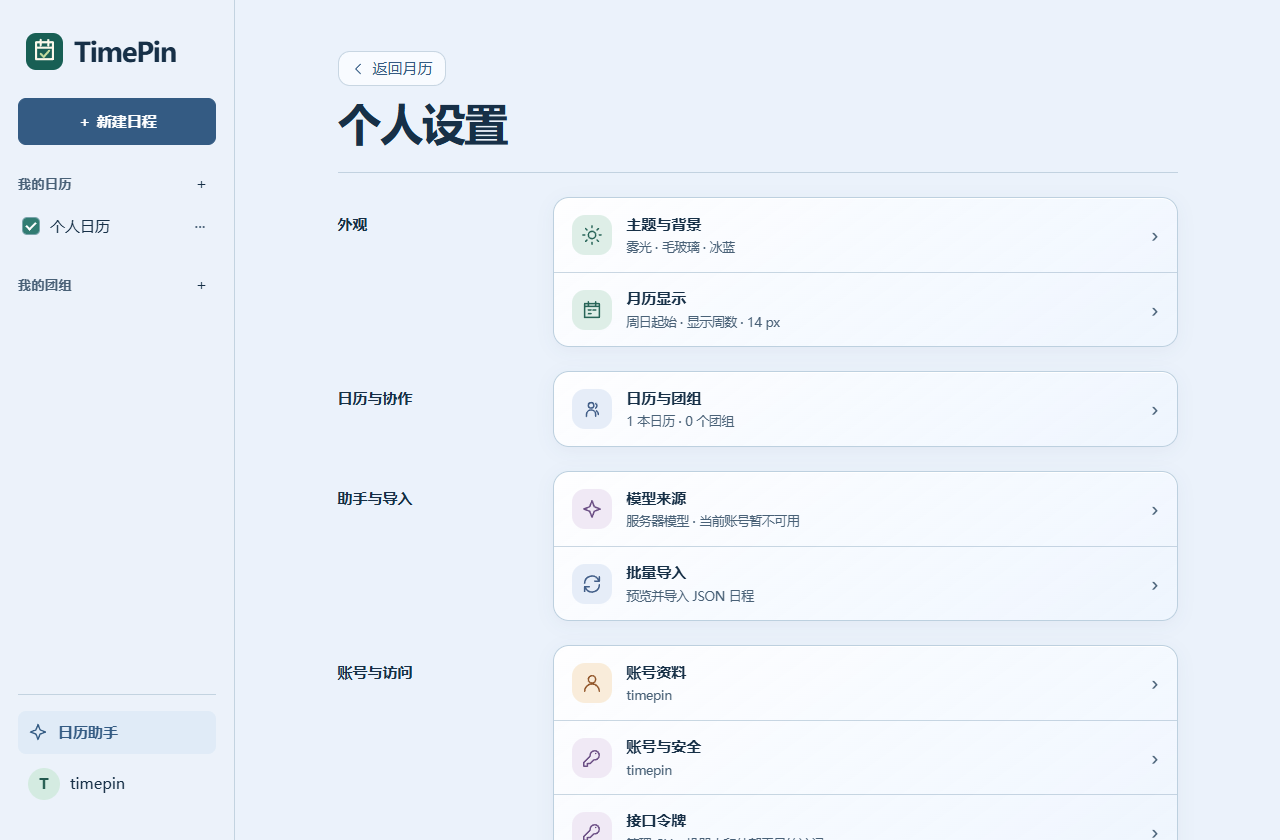 TimePin
+ 新建日程
我的日历 +
个人日历 ...
我的团组 +
日历助手
T timepin
返回月历
个人设置
外观
主题与背景
雾光 · 毛玻璃 · 冰蓝
月历显示
周日起始 · 显示周数 · 14 px
日历与协作
日历与团组
1 本日历 · 0 个团组
助手与导入
模型来源
服务器模型 · 当前账号暂不可用
批量导入
预览并导入 JSON 日程
账号与访问
账号资料
timepin
账号与安全
timepin
接口令牌